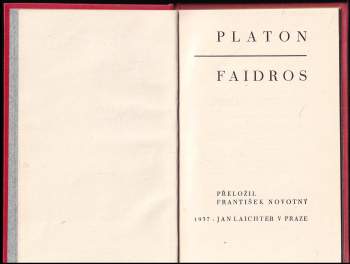 PLATON
FAIDROS
PŘELOŽIL
FRANTIŠEK NOVOTNÝ
1937 · JAN LAICHTER V PRAZE